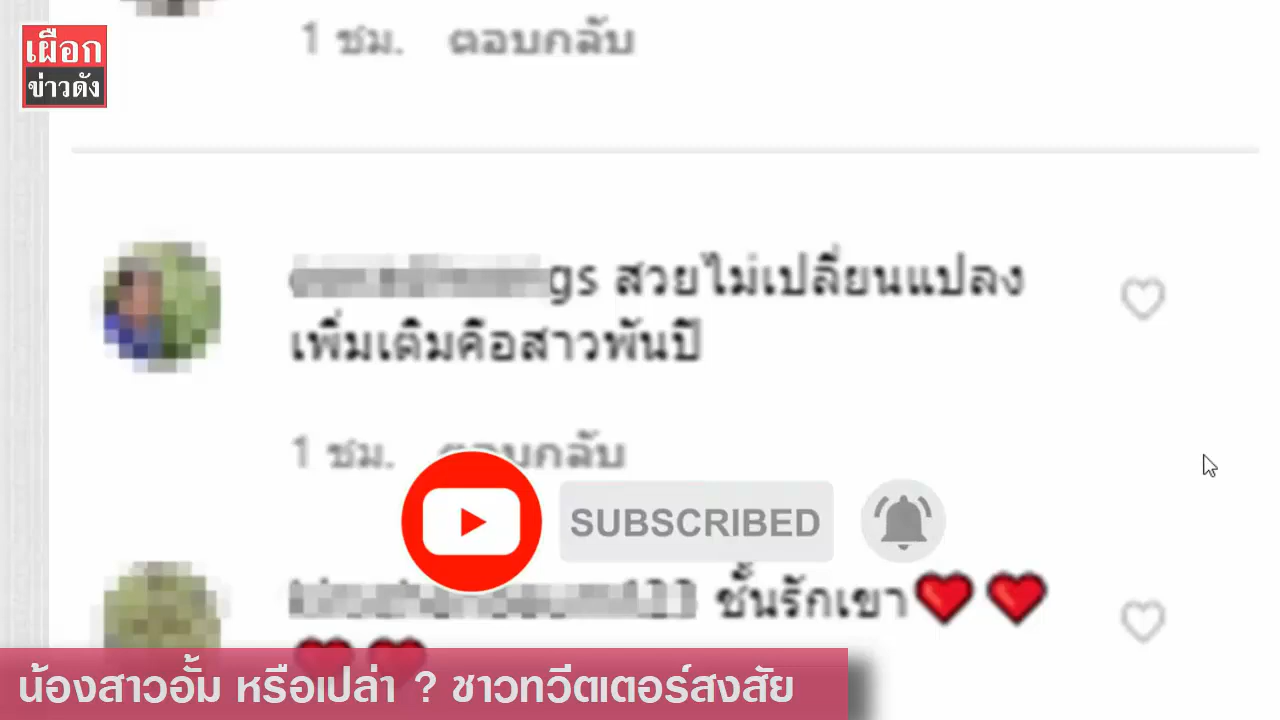 เผือก
ข่าวดัง
1 ชม. ตอบกลับ
gs สวยไม่เปลี่ยนแปลง
เพิ่มเติมคือสาวพันปี
1 ชม. ตอบกลับ
SUBSCRIBED
ชั้นรักเขา❤️❤️
❤️❤️
น้องสาวอั้ม หรือเปล่า ? ชาวทวีตเตอร์สงสัย